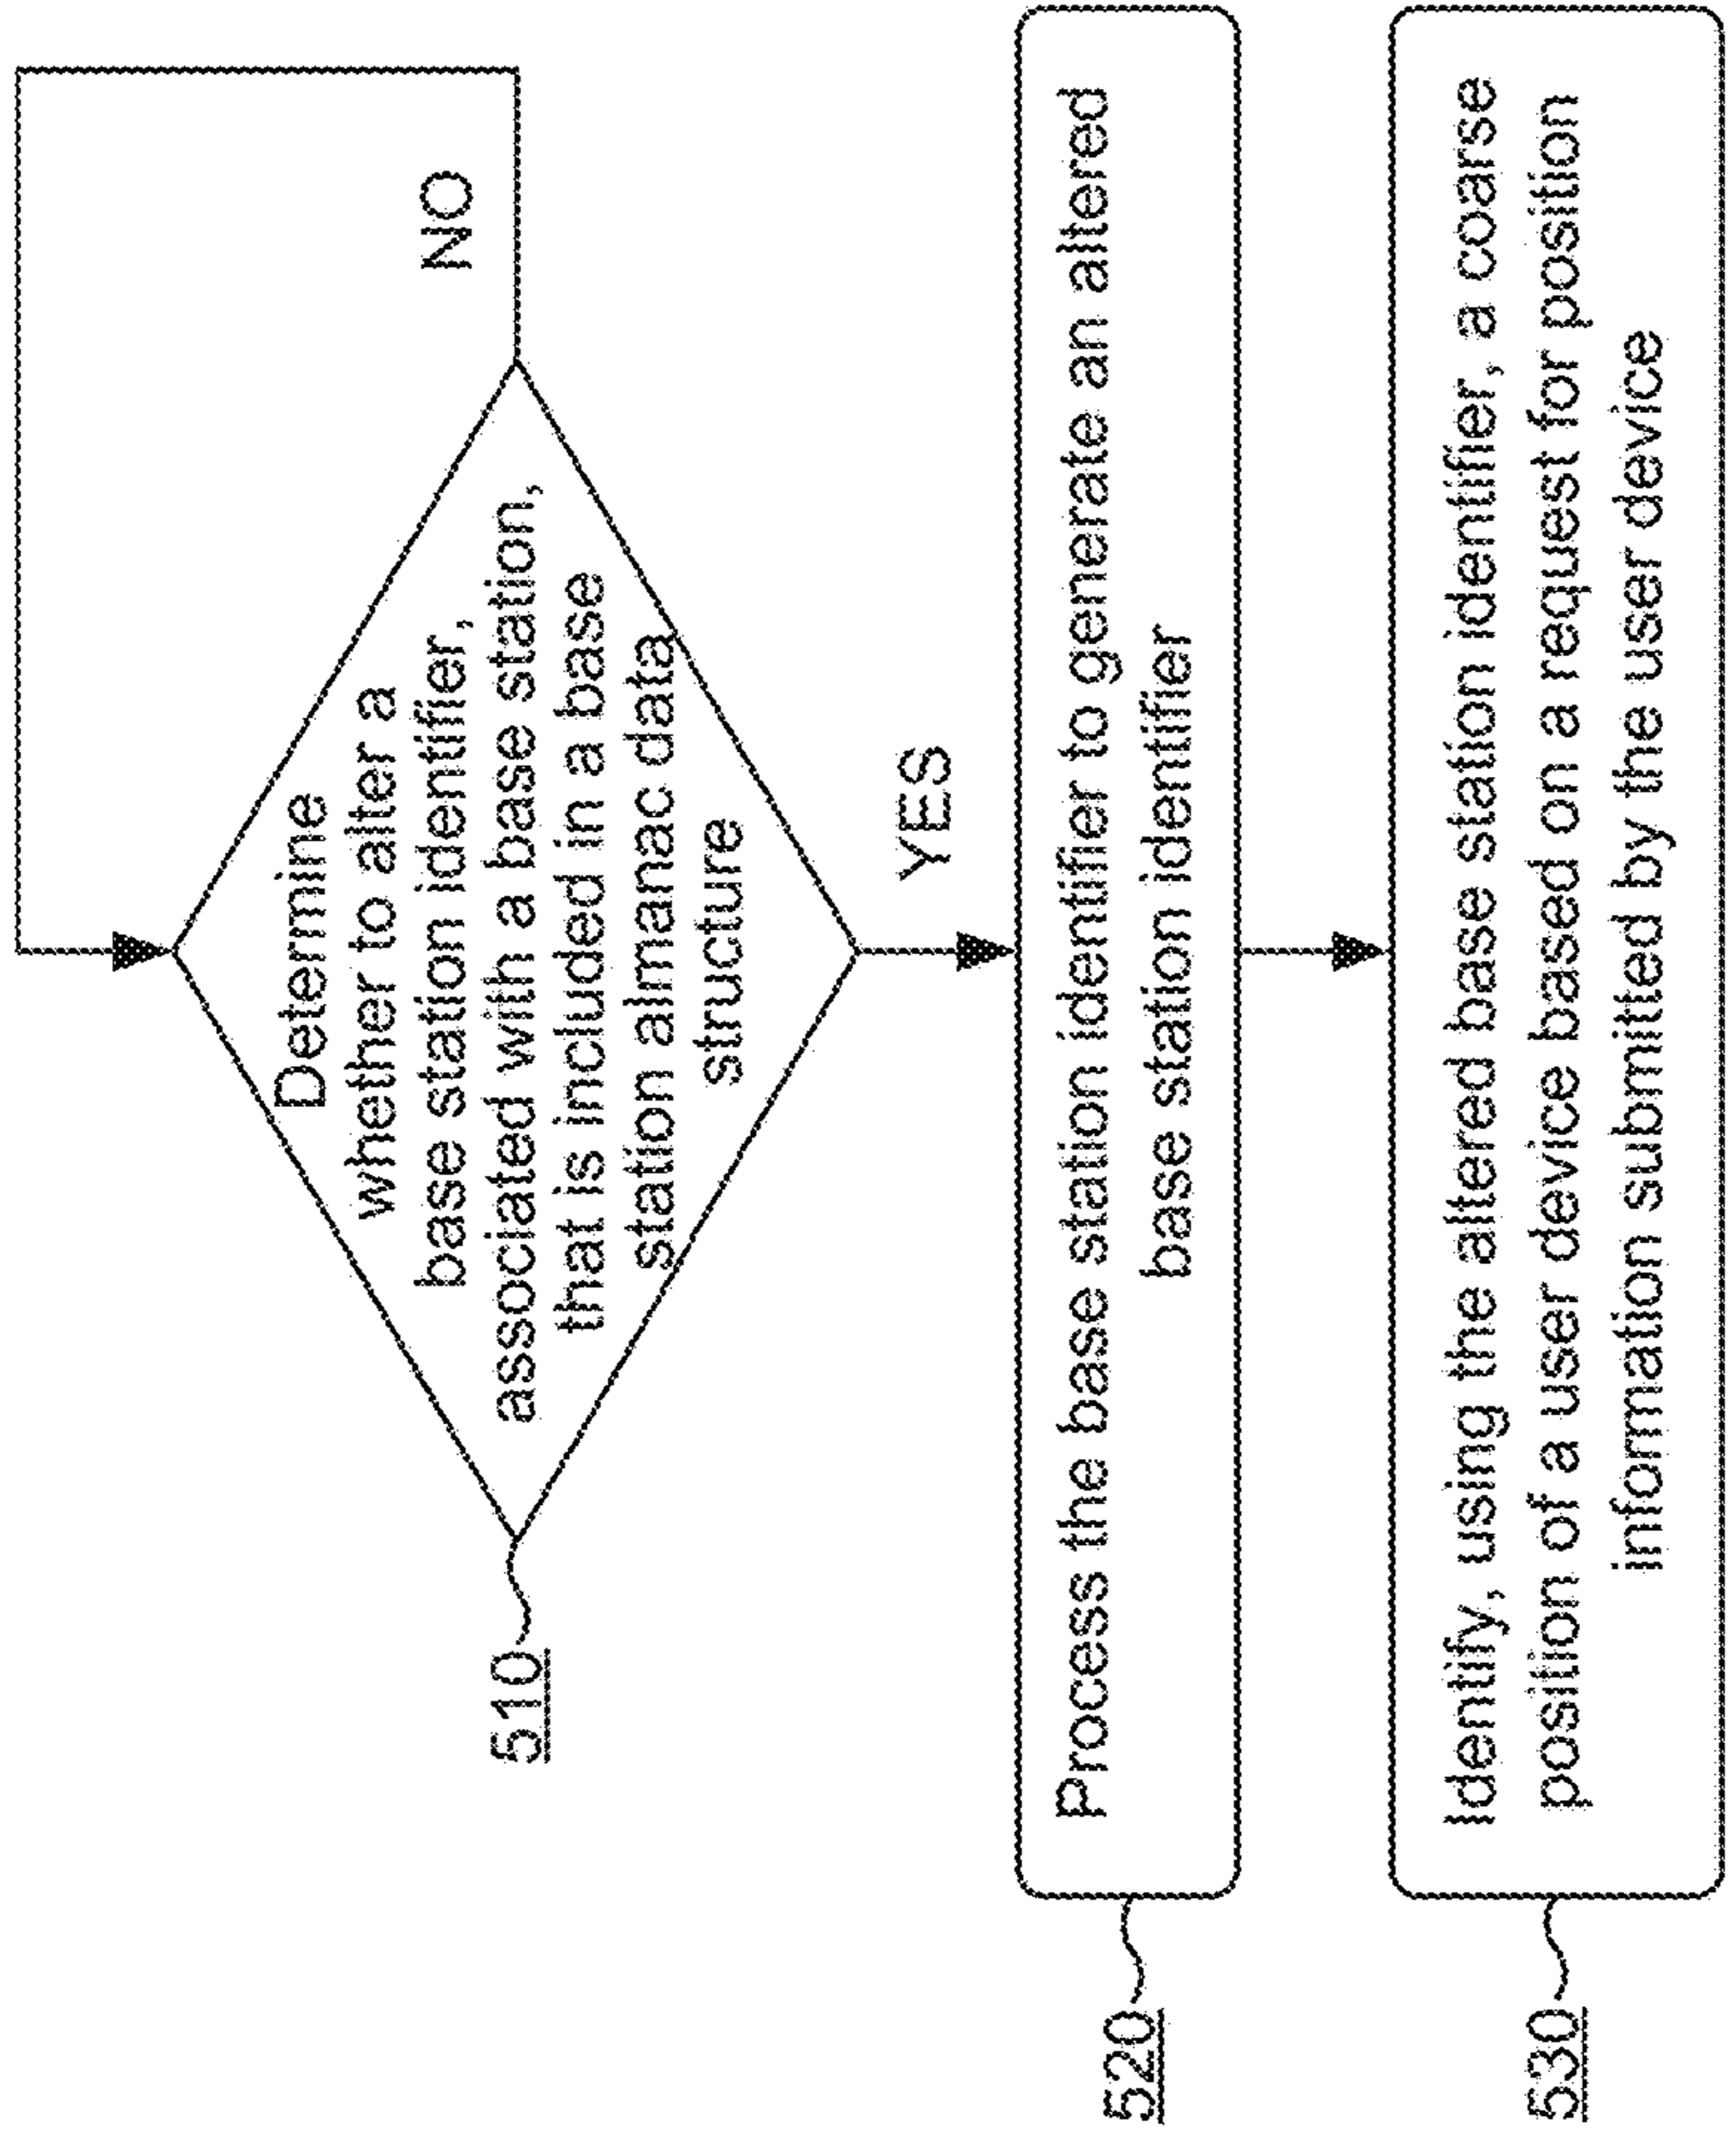 Determine
whether to alter a
base station identifier,
associated with a base station,
that is included in a base
station almanac data
structure
510
NO
YES
Process the base station identifier to generate an altered
base station identifier
520
Identify, using the altered base station identifier, a coarse
position of a user device based on a request for position
information submitted by the user device
530